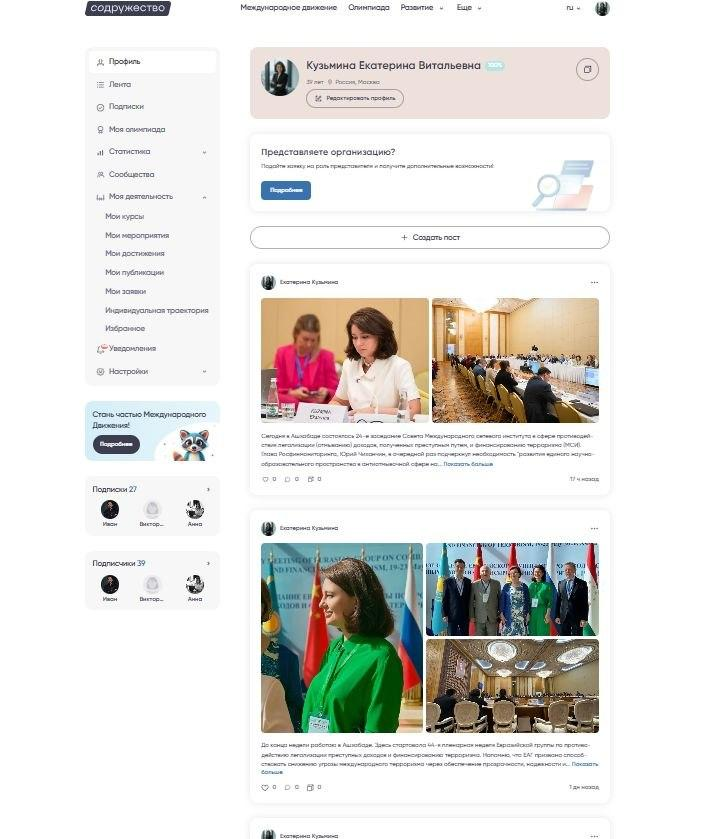 содружество
Международное движение Олимпиада Развитие Еще ru
Профиль
Лента
Подписки
Моя олимпиада
Статистика
Сообщества
Моя деятельность
Мои курсы
Мои мероприятия
Мои достижения
Мои публикации
Мои заявки
Индивидуальная траектория
Избранное
Уведомления
Настройки
Стань частью Международного
Движения!
Подробнее
Подписки 27
Иван Виктор... Анна
Подписчики 39
Иван Виктор... Анна
Кузьмина Екатерина Витальевна 100%
39 лет Россия, Москва
Редактировать профиль
Представляете организацию?
Подайте заявку на роль представителя и получите дополнительные возможности!
Подробнее
+ Создать пост
Екатерина Кузьмина
Сегодня в Ашхабаде состоялось 24-е заседание Совета Международного сетевого института в сфере противодей-
ствия легализации (отмыванию) доходов, полученных преступным путем, и финансированию терроризма (МСИ).
Глава Росфинмониторинга, Юрий Чиханчин, в очередной раз подчеркнул необходимость "развития единого научно-
образовательного пространства в антиотмывочной сфере на... Показать больше
0 0 0 17 ч назад
Екатерина Кузьмина
До конца недели работаю в Ашхабаде. Здесь стартовала 44-я пленарная неделя Евразийской группы по противо-
действию легализации преступных доходов и финансированию терроризма. Напомню, что ЕАГ призвана способ-
ствовать снижению угрозы международного терроризма через обеспечение прозрачности, надежности и... Показать
больше
0 0 0 1 дн назад
Екатерина Кузьмина